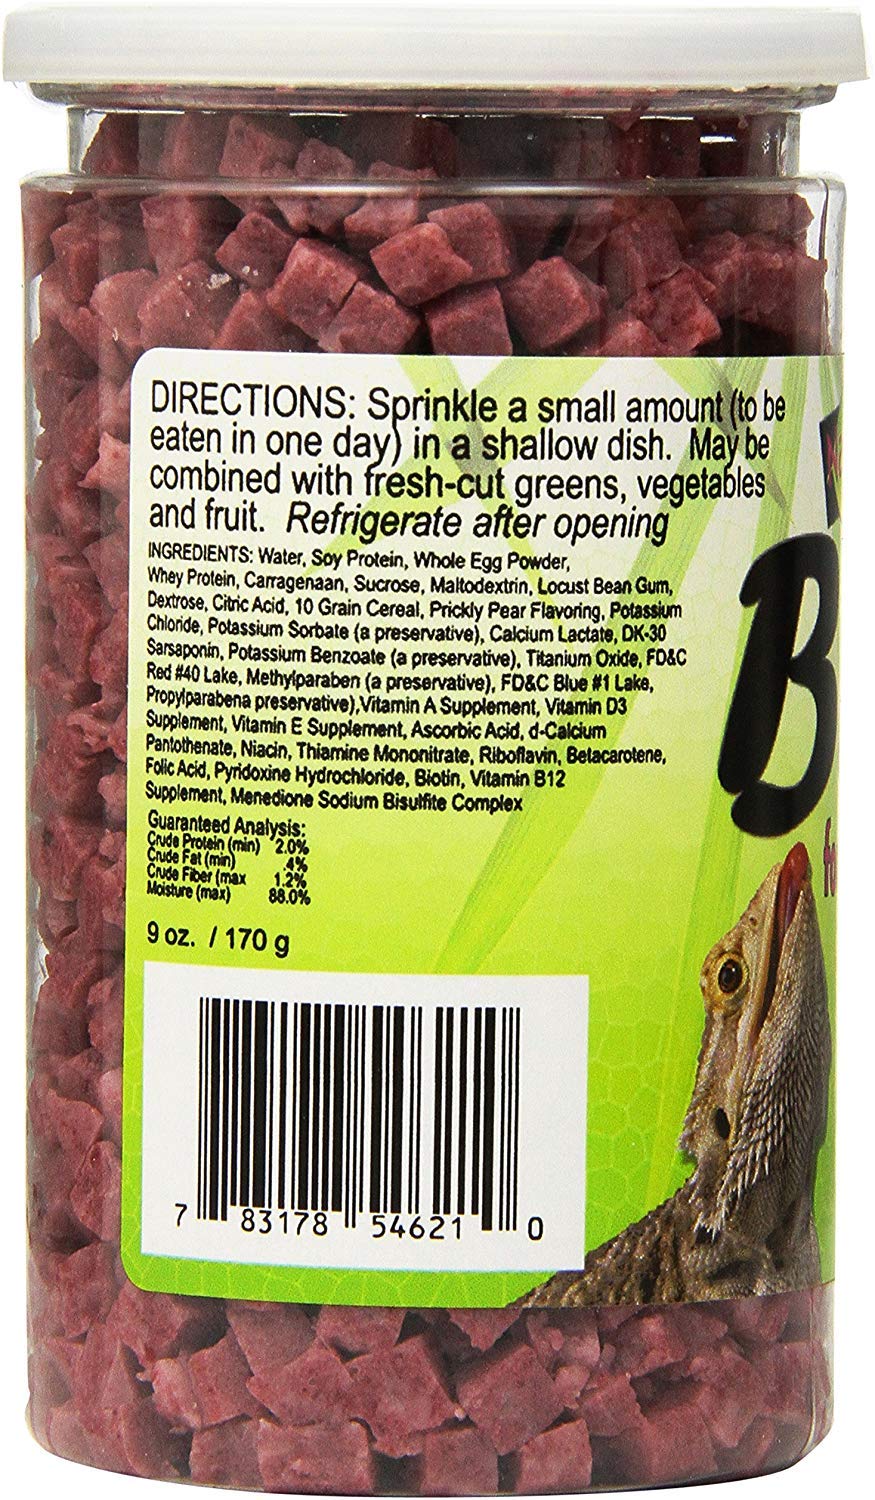 DIRECTIONS: Sprinkle a small amount (to be
eaten in one day) in a shallow dish. May be
combined with fresh-cut greens, vegetables
and fruit. Refrigerate after opening
INGREDIENTS: Water, Soy Protein, Whole Egg Powder,
Whey Protein, Carragenaan, Sucrose, Maltodextrin, Locust Bean Gum,
Dextrose, Citric Acid, 10 Grain Cereal, Prickly Pear Flavoring, Potassium
Chloride, Potassium Sorbate (a preservative), Calcium Lactate, DK-30
Sarsaponin, Potassium Benzoate (a preservative), Titanium Oxide, FD&C
Red #40 Lake, Methylparaben (a preservative), FD&C Blue #1 Lake,
Propylparabena preservative),Vitamin A Supplement, Vitamin D3
Supplement, Vitamin E Supplement, Ascorbic Acid, d-Calcium
Pantothenate, Niacin, Thiamine Mononitrate, Riboflavin, Betacarotene,
Folic Acid, Pyridoxine Hydrochloride, Biotin, Vitamin B12
Supplement, Menedione Sodium Bisulfite Complex
Guaranteed Analysis:
Crude Protein (min) 2.0%
Crude Fat (min) .4%
Crude Fiber (max 1.2%
Moisture (max) 88.0%
9 oz. / 170 g
7 83178 54621 0
B
fo